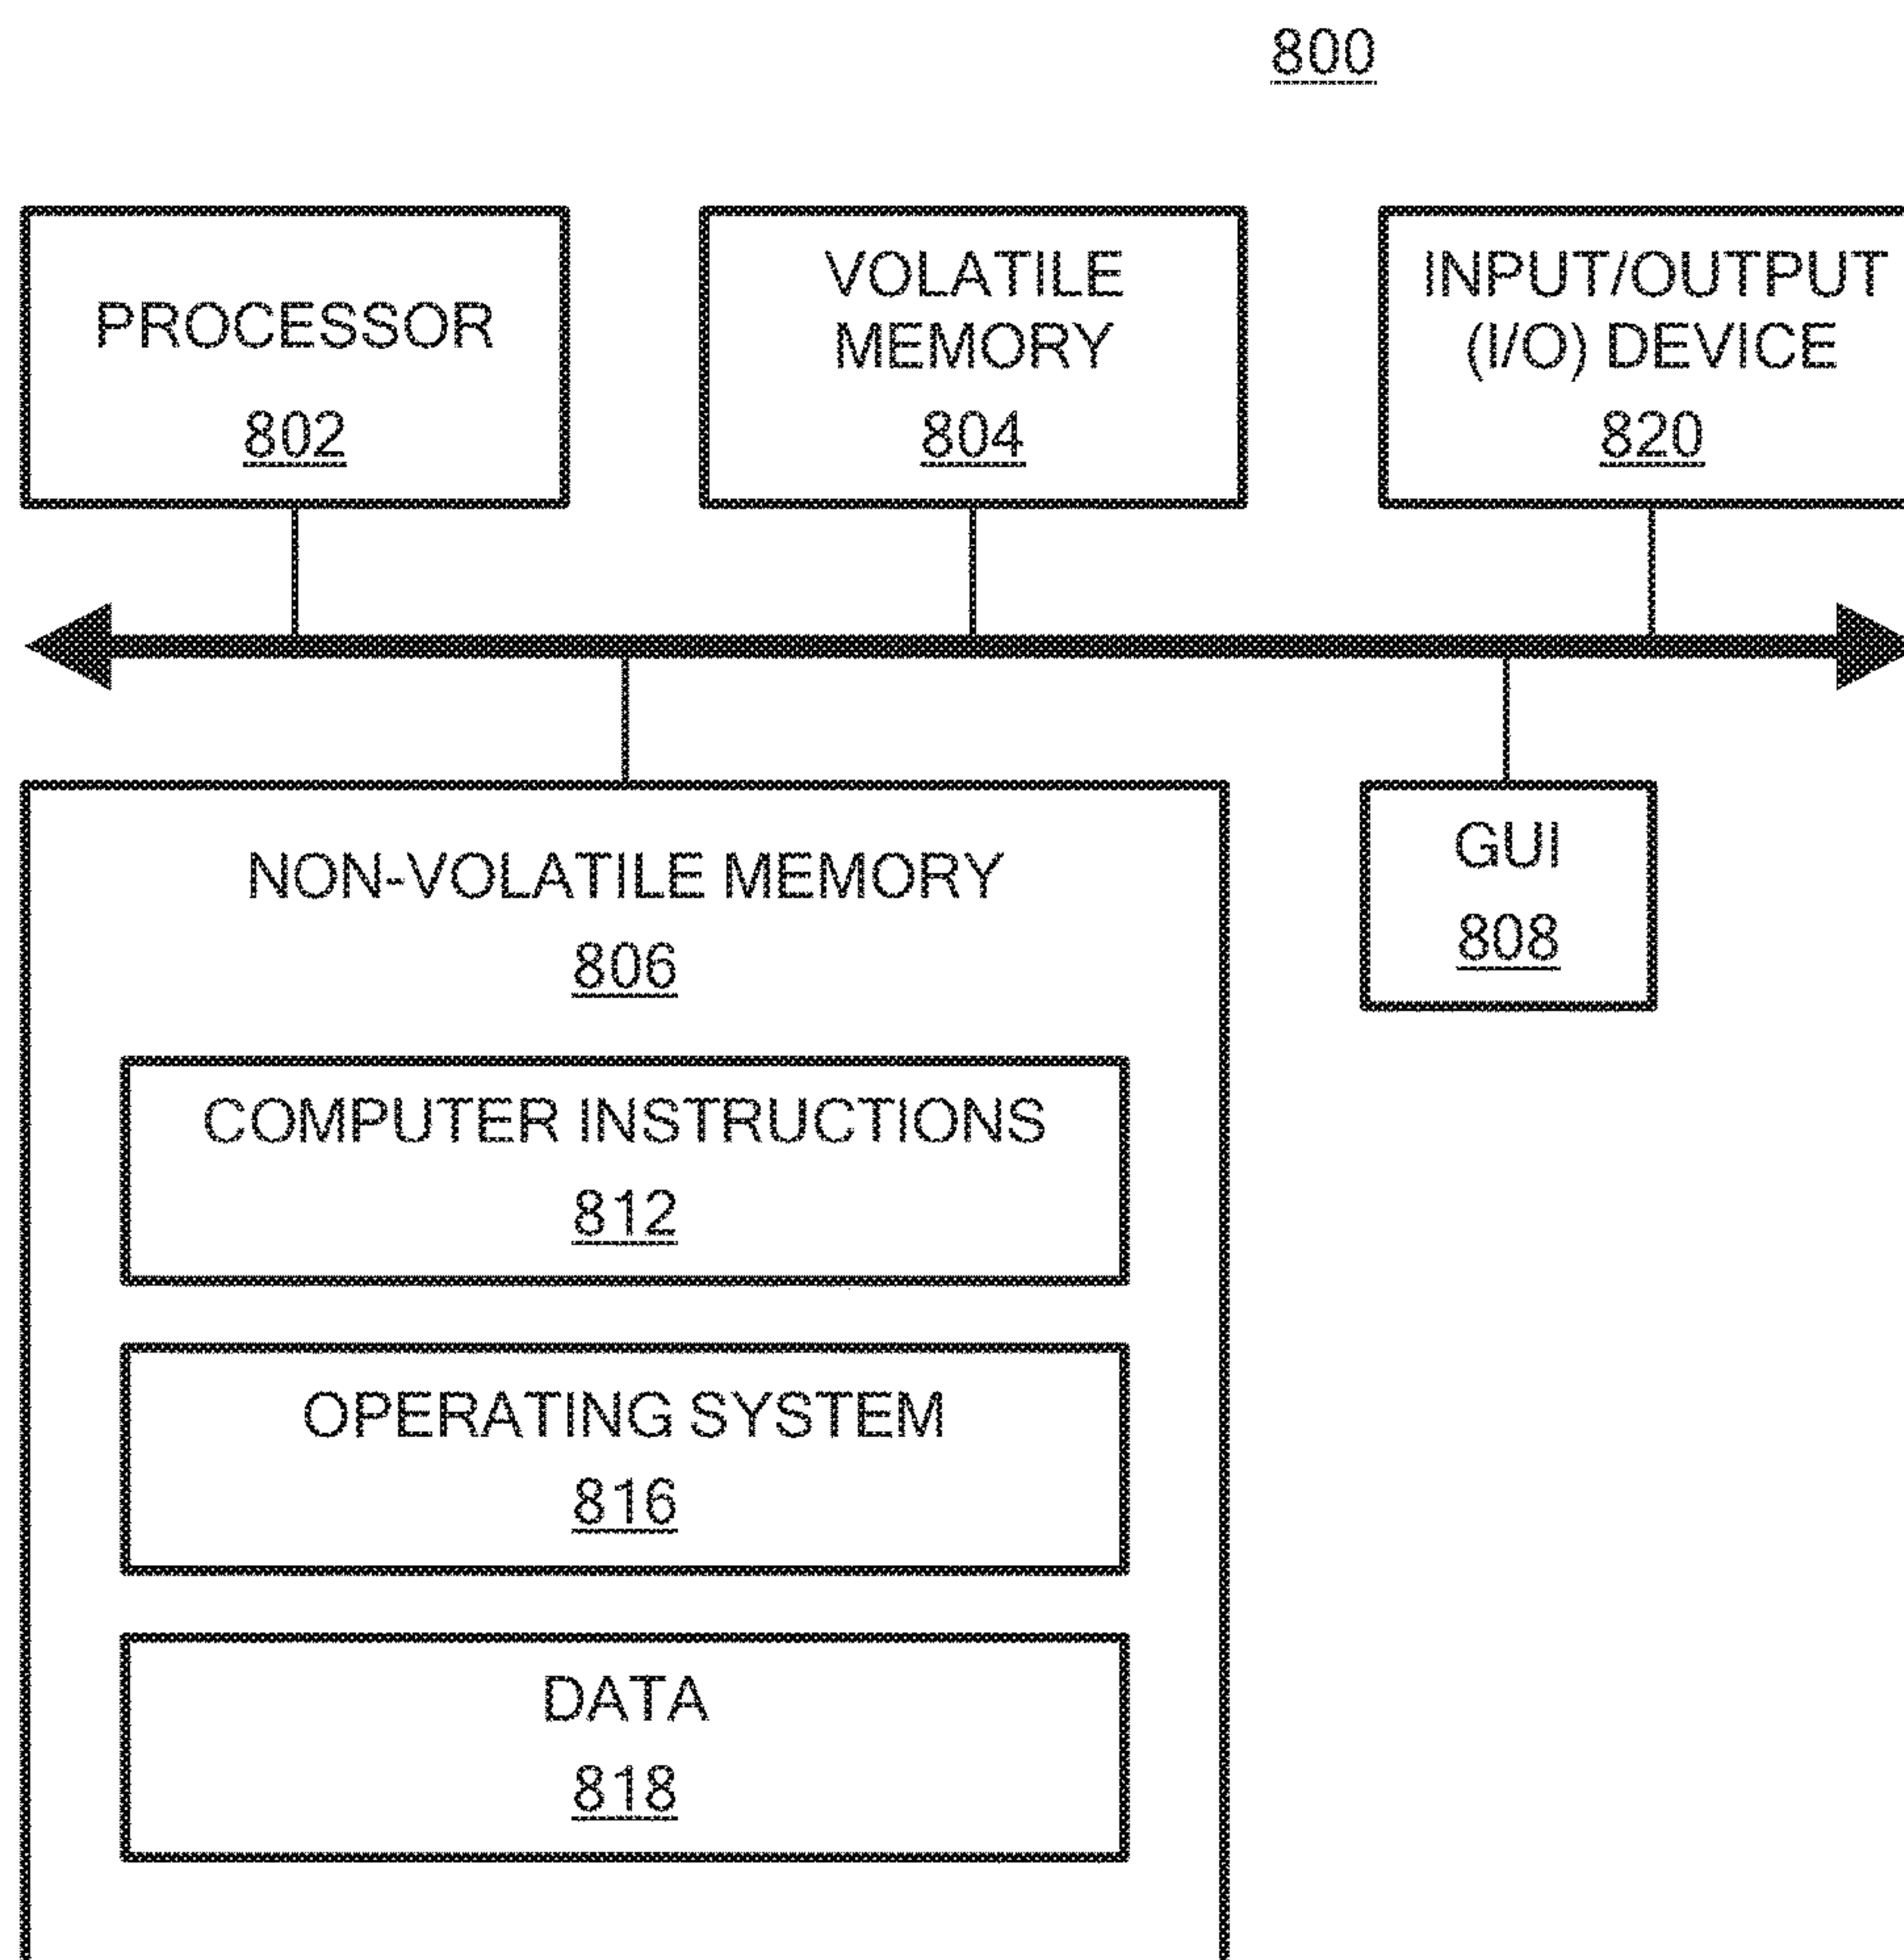 800
PROCESSOR
802
VOLATILE
MEMORY
804
INPUT/OUTPUT
(I/O) DEVICE
820
NON-VOLATILE MEMORY
806
GUI
808
COMPUTER INSTRUCTIONS
812
OPERATING SYSTEM
816
DATA
818